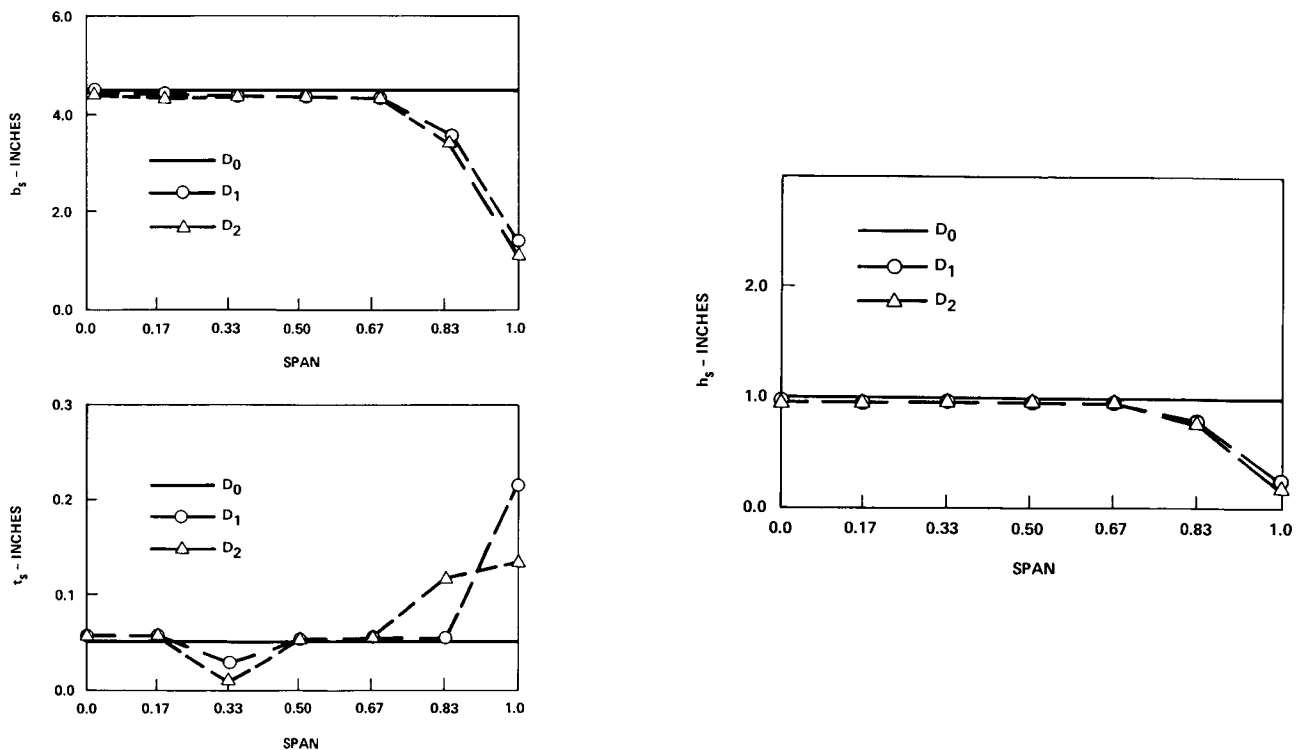 6.0
4.0
2.0
0.0
b_s – INCHES
D_0
D_1
D_2
0.0 0.17 0.33 0.50 0.67 0.83 1.0
SPAN
0.3
0.2
0.1
0.0
t_s – INCHES
D_0
D_1
D_2
0.0 0.17 0.33 0.50 0.67 0.83 1.0
SPAN
2.0
1.0
0.0
h_s – INCHES
D_0
D_1
D_2
0.0 0.17 0.33 0.50 0.67 0.83 1.0
SPAN